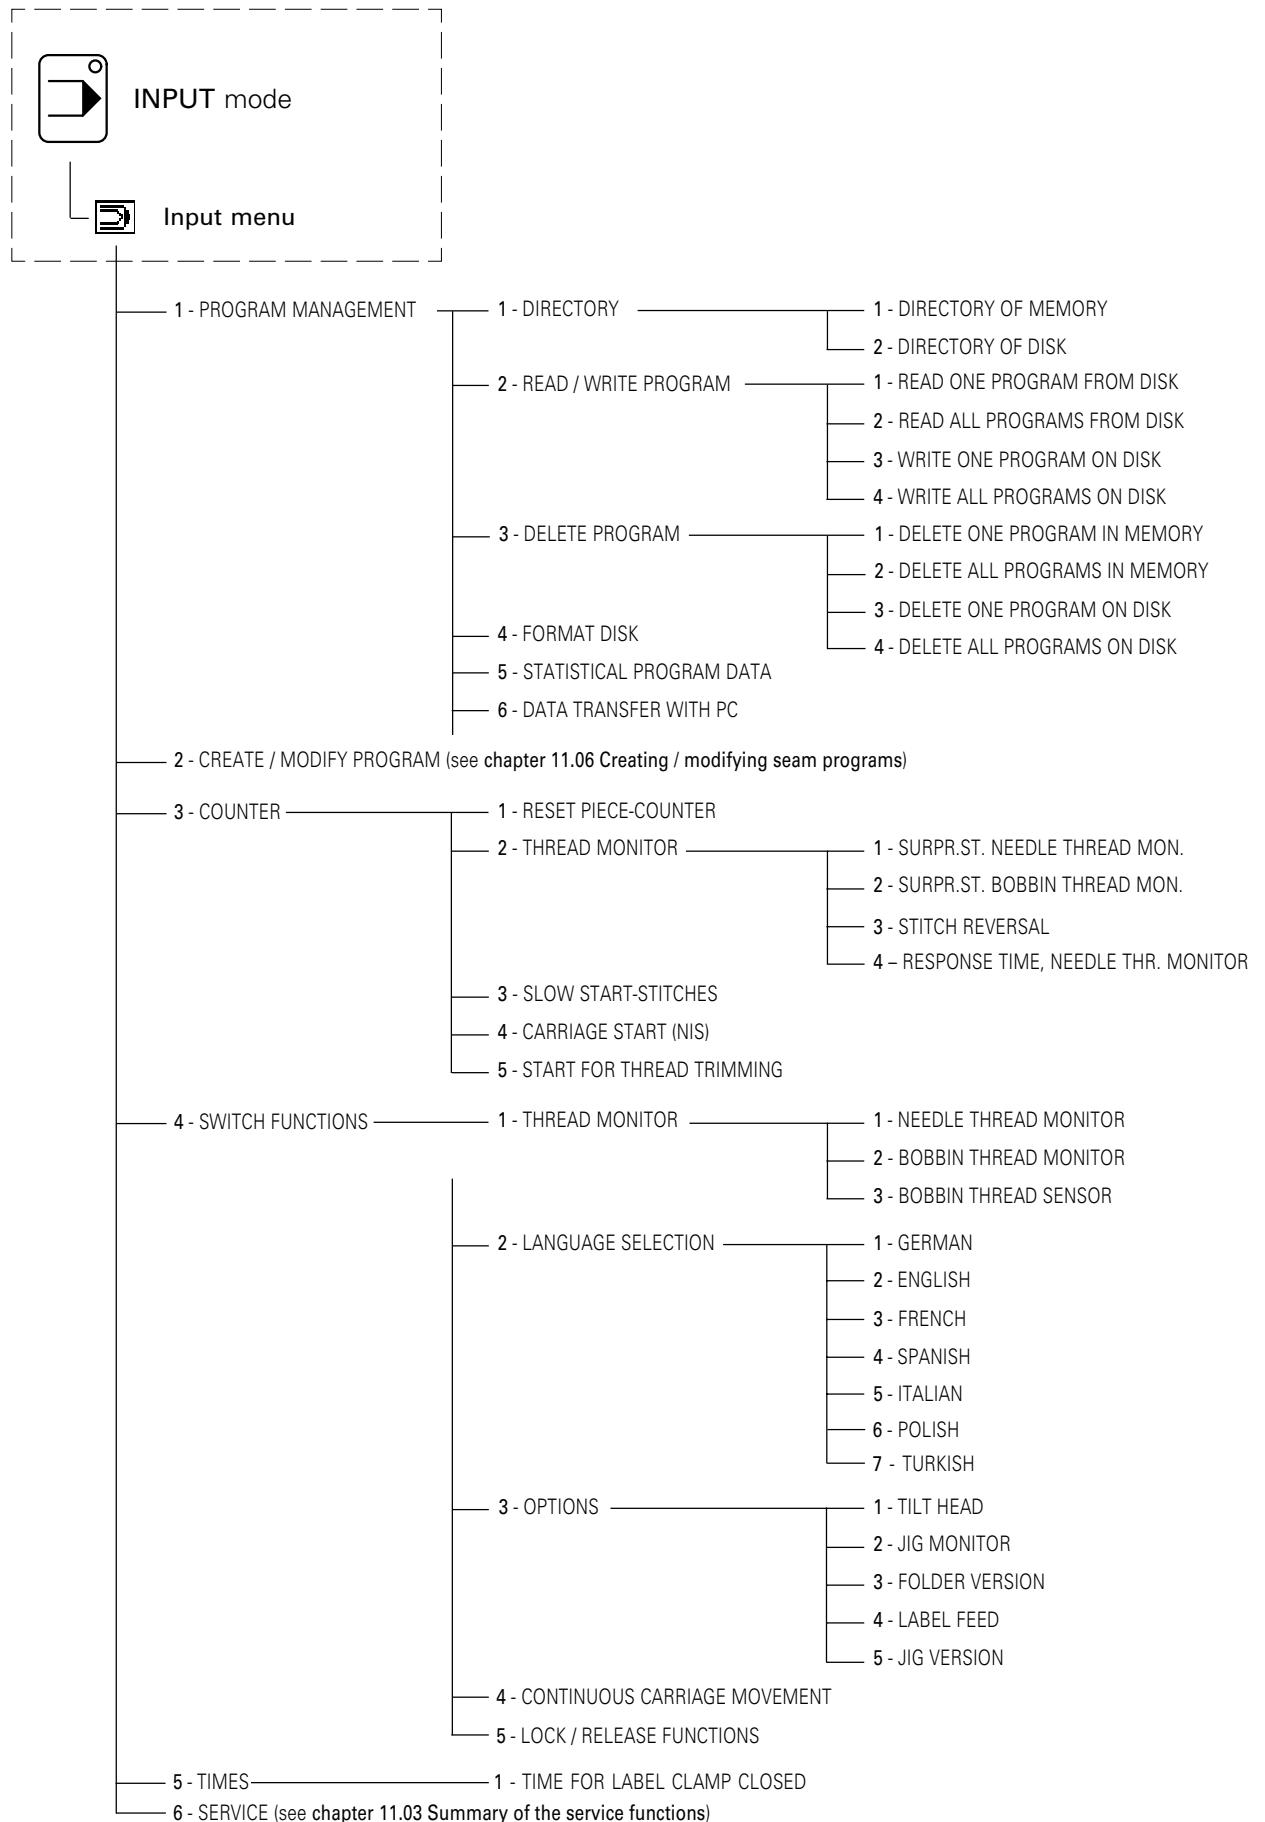 INPUT mode
Input menu
1 - PROGRAM MANAGEMENT
1 - DIRECTORY
1 - DIRECTORY OF MEMORY
2 - DIRECTORY OF DISK
2 - READ / WRITE PROGRAM
1 - READ ONE PROGRAM FROM DISK
2 - READ ALL PROGRAMS FROM DISK
3 - WRITE ONE PROGRAM ON DISK
4 - WRITE ALL PROGRAMS ON DISK
3 - DELETE PROGRAM
1 - DELETE ONE PROGRAM IN MEMORY
2 - DELETE ALL PROGRAMS IN MEMORY
3 - DELETE ONE PROGRAM ON DISK
4 - DELETE ALL PROGRAMS ON DISK
4 - FORMAT DISK
5 - STATISTICAL PROGRAM DATA
6 - DATA TRANSFER WITH PC
2 - CREATE / MODIFY PROGRAM (see chapter 11.06 Creating / modifying seam programs)
3 - COUNTER
1 - RESET PIECE-COUNTER
2 - THREAD MONITOR
1 - SURPR.ST. NEEDLE THREAD MON.
2 - SURPR.ST. BOBBIN THREAD MON.
3 - STITCH REVERSAL
4 – RESPONSE TIME, NEEDLE THR. MONITOR
3 - SLOW START-STITCHES
4 - CARRIAGE START (NIS)
5 - START FOR THREAD TRIMMING
4 - SWITCH FUNCTIONS
1 - THREAD MONITOR
1 - NEEDLE THREAD MONITOR
2 - BOBBIN THREAD MONITOR
3 - BOBBIN THREAD SENSOR
2 - LANGUAGE SELECTION
1 - GERMAN
2 - ENGLISH
3 - FRENCH
4 - SPANISH
5 - ITALIAN
6 - POLISH
7 - TURKISH
3 - OPTIONS
1 - TILT HEAD
2 - JIG MONITOR
3 - FOLDER VERSION
4 - LABEL FEED
5 - JIG VERSION
4 - CONTINUOUS CARRIAGE MOVEMENT
5 - LOCK / RELEASE FUNCTIONS
5 - TIMES
1 - TIME FOR LABEL CLAMP CLOSED
6 - SERVICE (see chapter 11.03 Summary of the service functions)